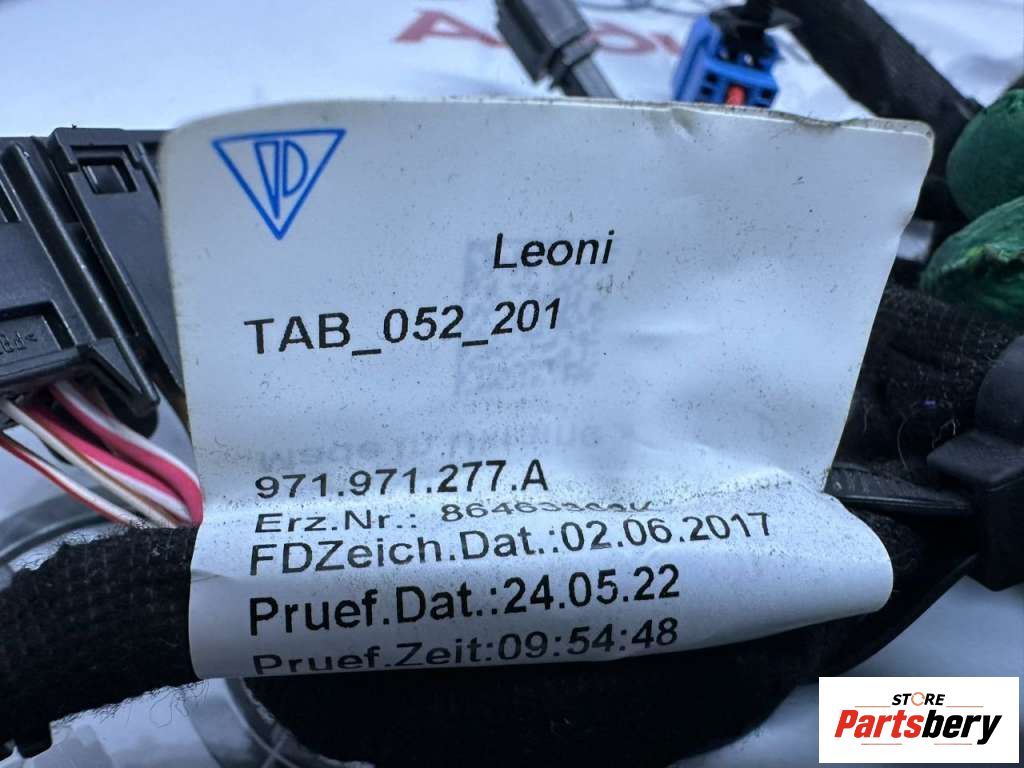 Leoni
TAB_052_201
971.971.277.A
Erz.Nr.:
FDZeich.Dat.:02.06.2017
Pruef.Dat.:24.05.22
Pruef.Zeit:09:54:48
STORE
Partsbery